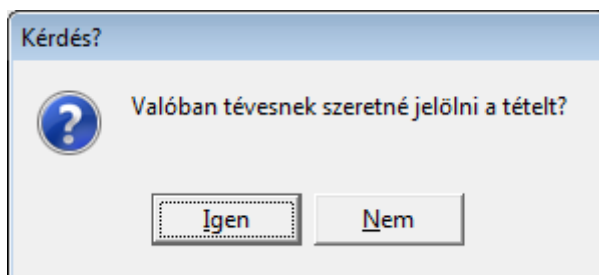 Kérdés?
Valóban tévesnek szeretné jelölni a tételt?
Igen
Nem